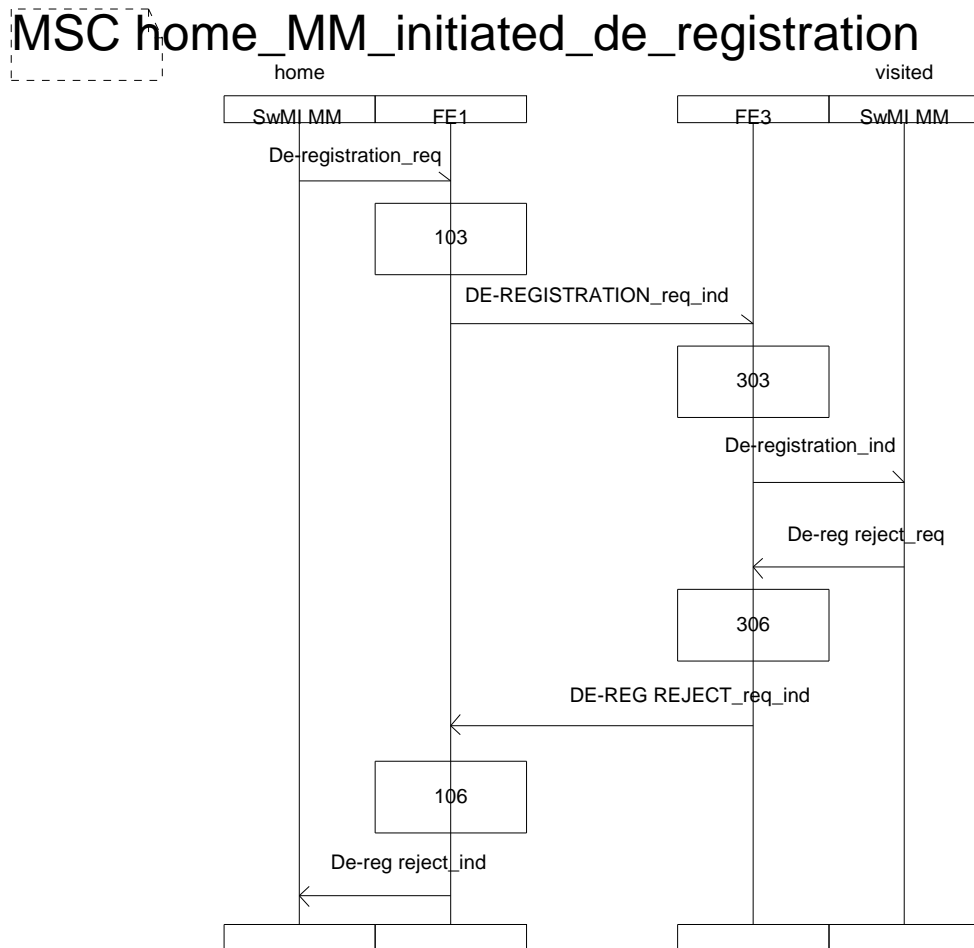 MSC home_MM_initiated_de_registration
home visited
SwMI MM FE1 FE3 SwMI MM
De-registration_req
103
DE-REGISTRATION_req_ind
303
De-registration_ind
De-reg reject_req
306
DE-REG REJECT_req_ind
106
De-reg reject_ind